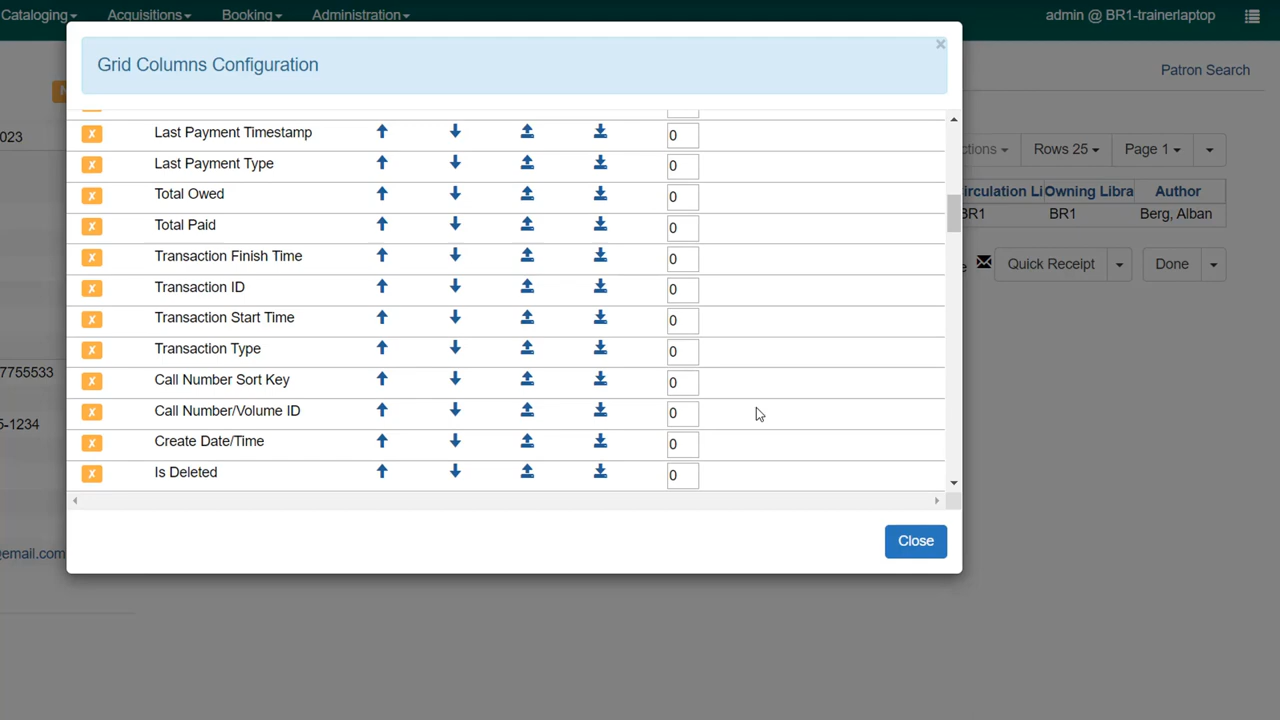 Cataloging Acquisitions Booking Administration admin @ BR1-trainerlaptop
Grid Columns Configuration ×
Patron Search
023
Last Payment Timestamp 0
ctions Rows 25 Page 1
Last Payment Type 0
Total Owed 0
irculation Li Owning Libra Author
BR1 BR1 Berg, Alban
Total Paid 0
Transaction Finish Time 0
e Quick Receipt Done
Transaction ID 0
Transaction Start Time 0
Transaction Type 0
7755533
Call Number Sort Key 0
Call Number/Volume ID 0
5-1234
Create Date/Time 0
Is Deleted 0
Close
@email.com